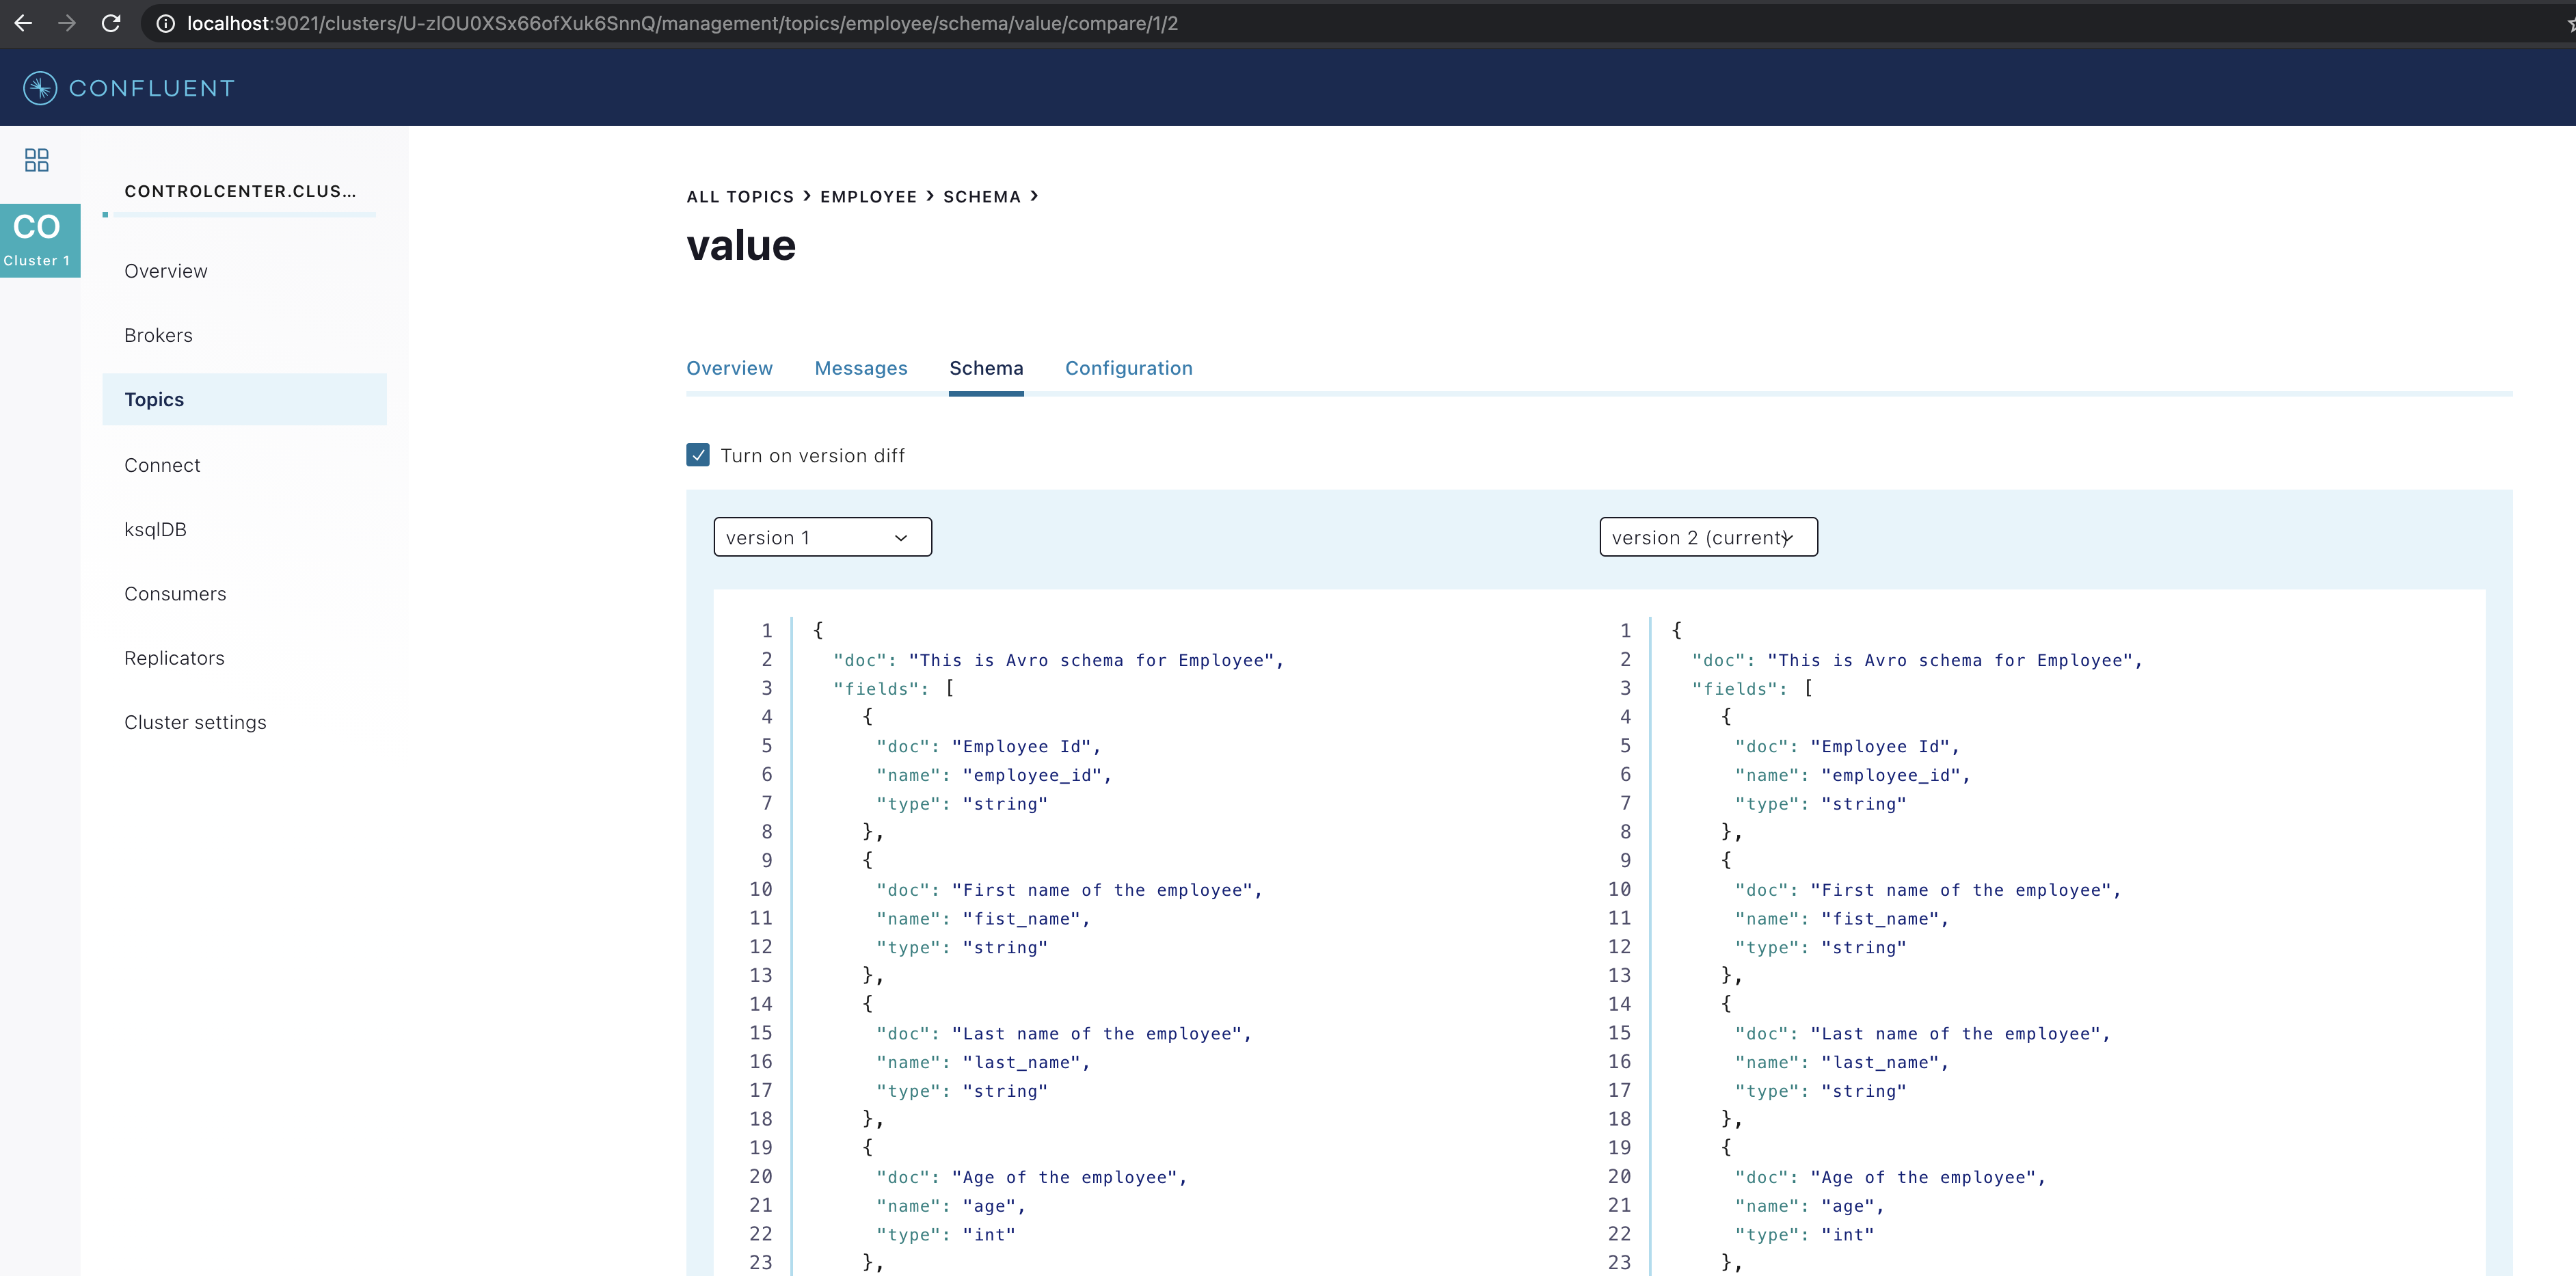 localhost:9021/clusters/U-zlOU0XSx66ofXuk6SnnQ/management/topics/employee/schema/value/compare/1/2
CONFLUENT
CO
Cluster 1
CONTROLCENTER.CLUS...
Overview
Brokers
Topics
Connect
ksqlDB
Consumers
Replicators
Cluster settings
ALL TOPICS > EMPLOYEE > SCHEMA >
value
Overview Messages Schema Configuration
Turn on version diff
version 1
1 {
2 "doc": "This is Avro schema for Employee",
3 "fields": [
4 {
5 "doc": "Employee Id",
6 "name": "employee_id",
7 "type": "string"
8 },
9 {
10 "doc": "First name of the employee",
11 "name": "fist_name",
12 "type": "string"
13 },
14 {
15 "doc": "Last name of the employee",
16 "name": "last_name",
17 "type": "string"
18 },
19 {
20 "doc": "Age of the employee",
21 "name": "age",
22 "type": "int"
23 },
version 2 (current)
1 {
2 "doc": "This is Avro schema for Employee",
3 "fields": [
4 {
5 "doc": "Employee Id",
6 "name": "employee_id",
7 "type": "string"
8 },
9 {
10 "doc": "First name of the employee",
11 "name": "fist_name",
12 "type": "string"
13 },
14 {
15 "doc": "Last name of the employee",
16 "name": "last_name",
17 "type": "string"
18 },
19 {
20 "doc": "Age of the employee",
21 "name": "age",
22 "type": "int"
23 },